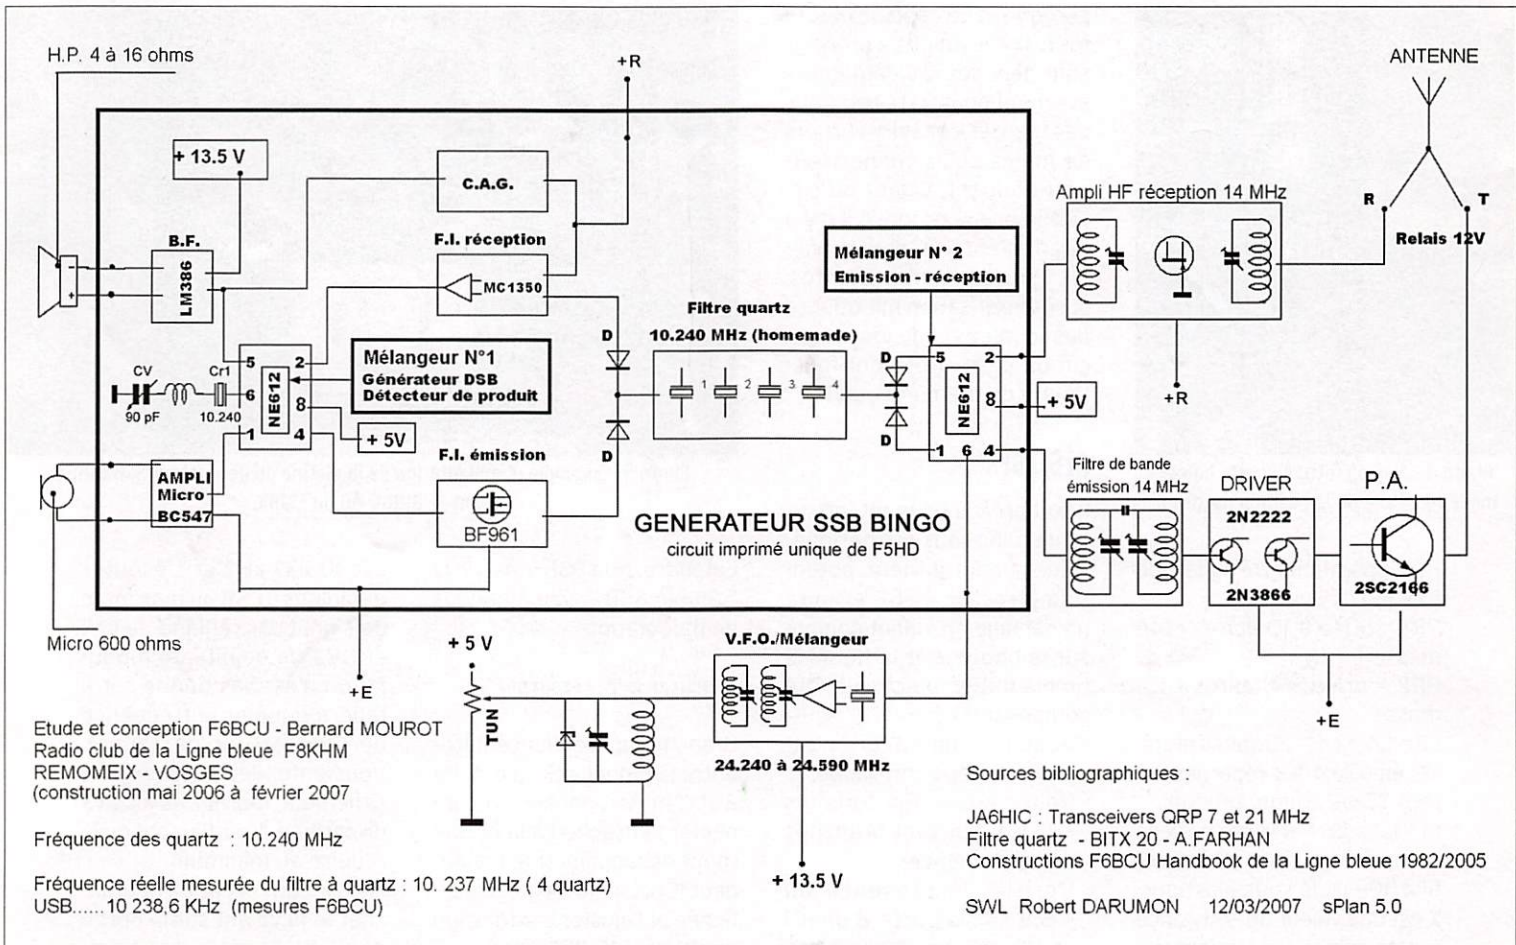 H.P. 4 à 16 ohms
+R
ANTENNE
+ 13.5 V
C.A.G.
Ampli HF réception 14 MHz
R
T
Relais 12V
B.F.
LM386
F.I. réception
MC1350
Mélangeur N° 2
Emission - réception
Filtre quartz
10.240 MHz (homemade)
D
D
1
2
3
4
D
D
5
2
NE612
8
1
6
4
+ 5V
+R
CV
90 pF
Cr1
10.240
5
2
6
NE612
8
1
4
Mélangeur N°1
Générateur DSB
Détecteur de produit
+ 5V
F.I. émission
BF961
AMPLI
Micro
BC547
GENERATEUR SSB BINGO
circuit imprimé unique de F5HD
Filtre de bande
émission 14 MHz
DRIVER
2N2222
2N3866
P.A.
2SC2166
Micro 600 ohms
+E
+ 5 V
TUN
V.F.O./Mélangeur
24.240 à 24.590 MHz
+ 13.5 V
+E
Etude et conception F6BCU - Bernard MOUROT
Radio club de la Ligne bleue F8KHM
REMOMEIX - VOSGES
(construction mai 2006 à février 2007
Fréquence des quartz : 10.240 MHz
Fréquence réelle mesurée du filtre à quartz : 10. 237 MHz ( 4 quartz)
USB...... 10 238,6 KHz (mesures F6BCU)
Sources bibliographiques :
JA6HIC : Transceivers QRP 7 et 21 MHz
Filtre quartz - BITX 20 - A.FARHAN
Constructions F6BCU Handbook de la Ligne bleue 1982/2005
SWL Robert DARUMON 12/03/2007 sPlan 5.0